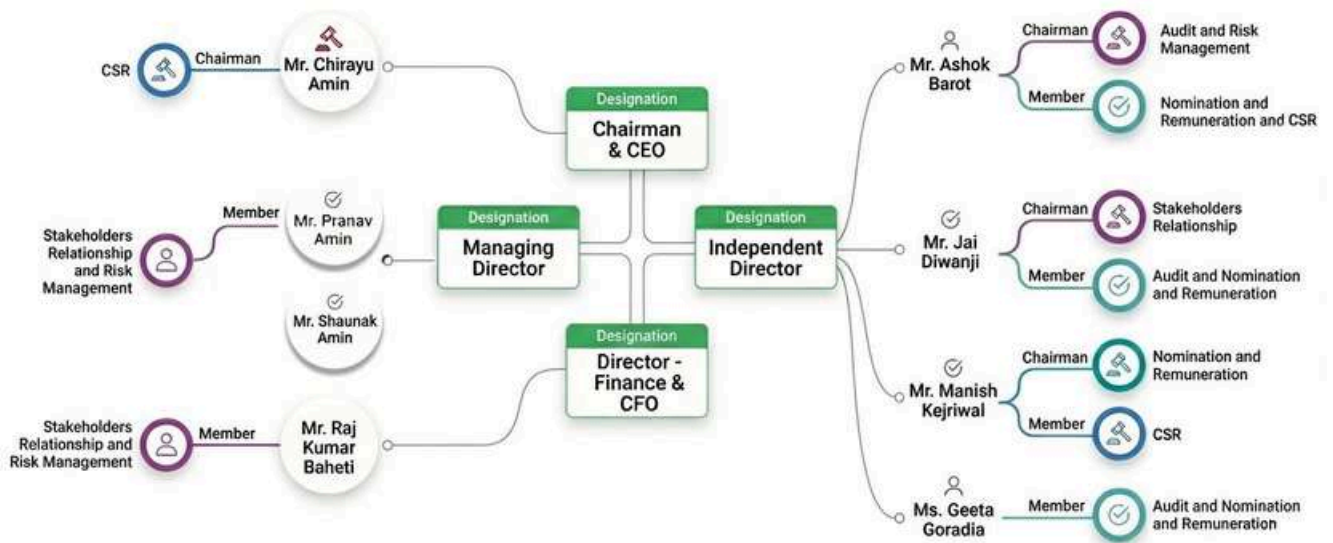 CSR
Chairman
Mr. Chirayu
Amin
Designation
Chairman
& CEO
Stakeholders
Relationship
and Risk
Management
Member
Mr. Pranav
Amin
Mr. Shaunak
Amin
Designation
Managing
Director
Stakeholders
Relationship and
Risk Management
Member
Mr. Raj
Kumar
Baheti
Designation
Director -
Finance &
CFO
Designation
Independent
Director
Mr. Ashok
Barot
Chairman
Audit and Risk
Management
Member
Nomination and
Remuneration and CSR
Mr. Jai
Diwanji
Chairman
Stakeholders
Relationship
Member
Audit and Nomination
and Remuneration
Mr. Manish
Kejriwal
Chairman
Nomination and
Remuneration
Member
CSR
Ms. Geeta
Goradia
Member
Audit and Nomination
and Remuneration